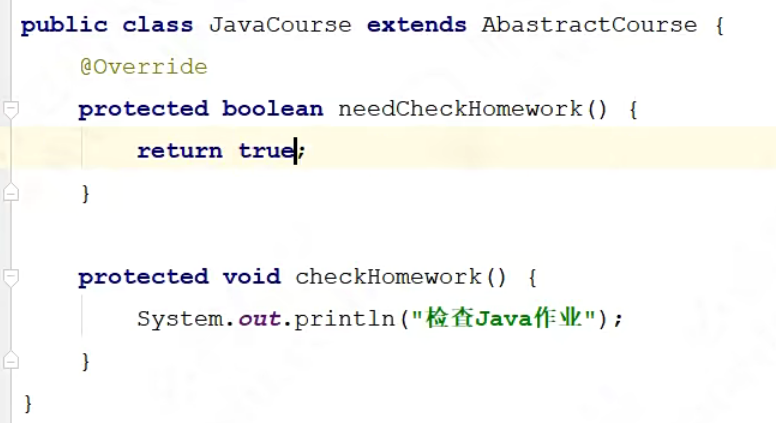 public class JavaCourse extends AbastractCourse {
@Override
protected boolean needCheckHomework() {
return true;
}
protected void checkHomework() {
System.out.println("检查Java作业");
}
}